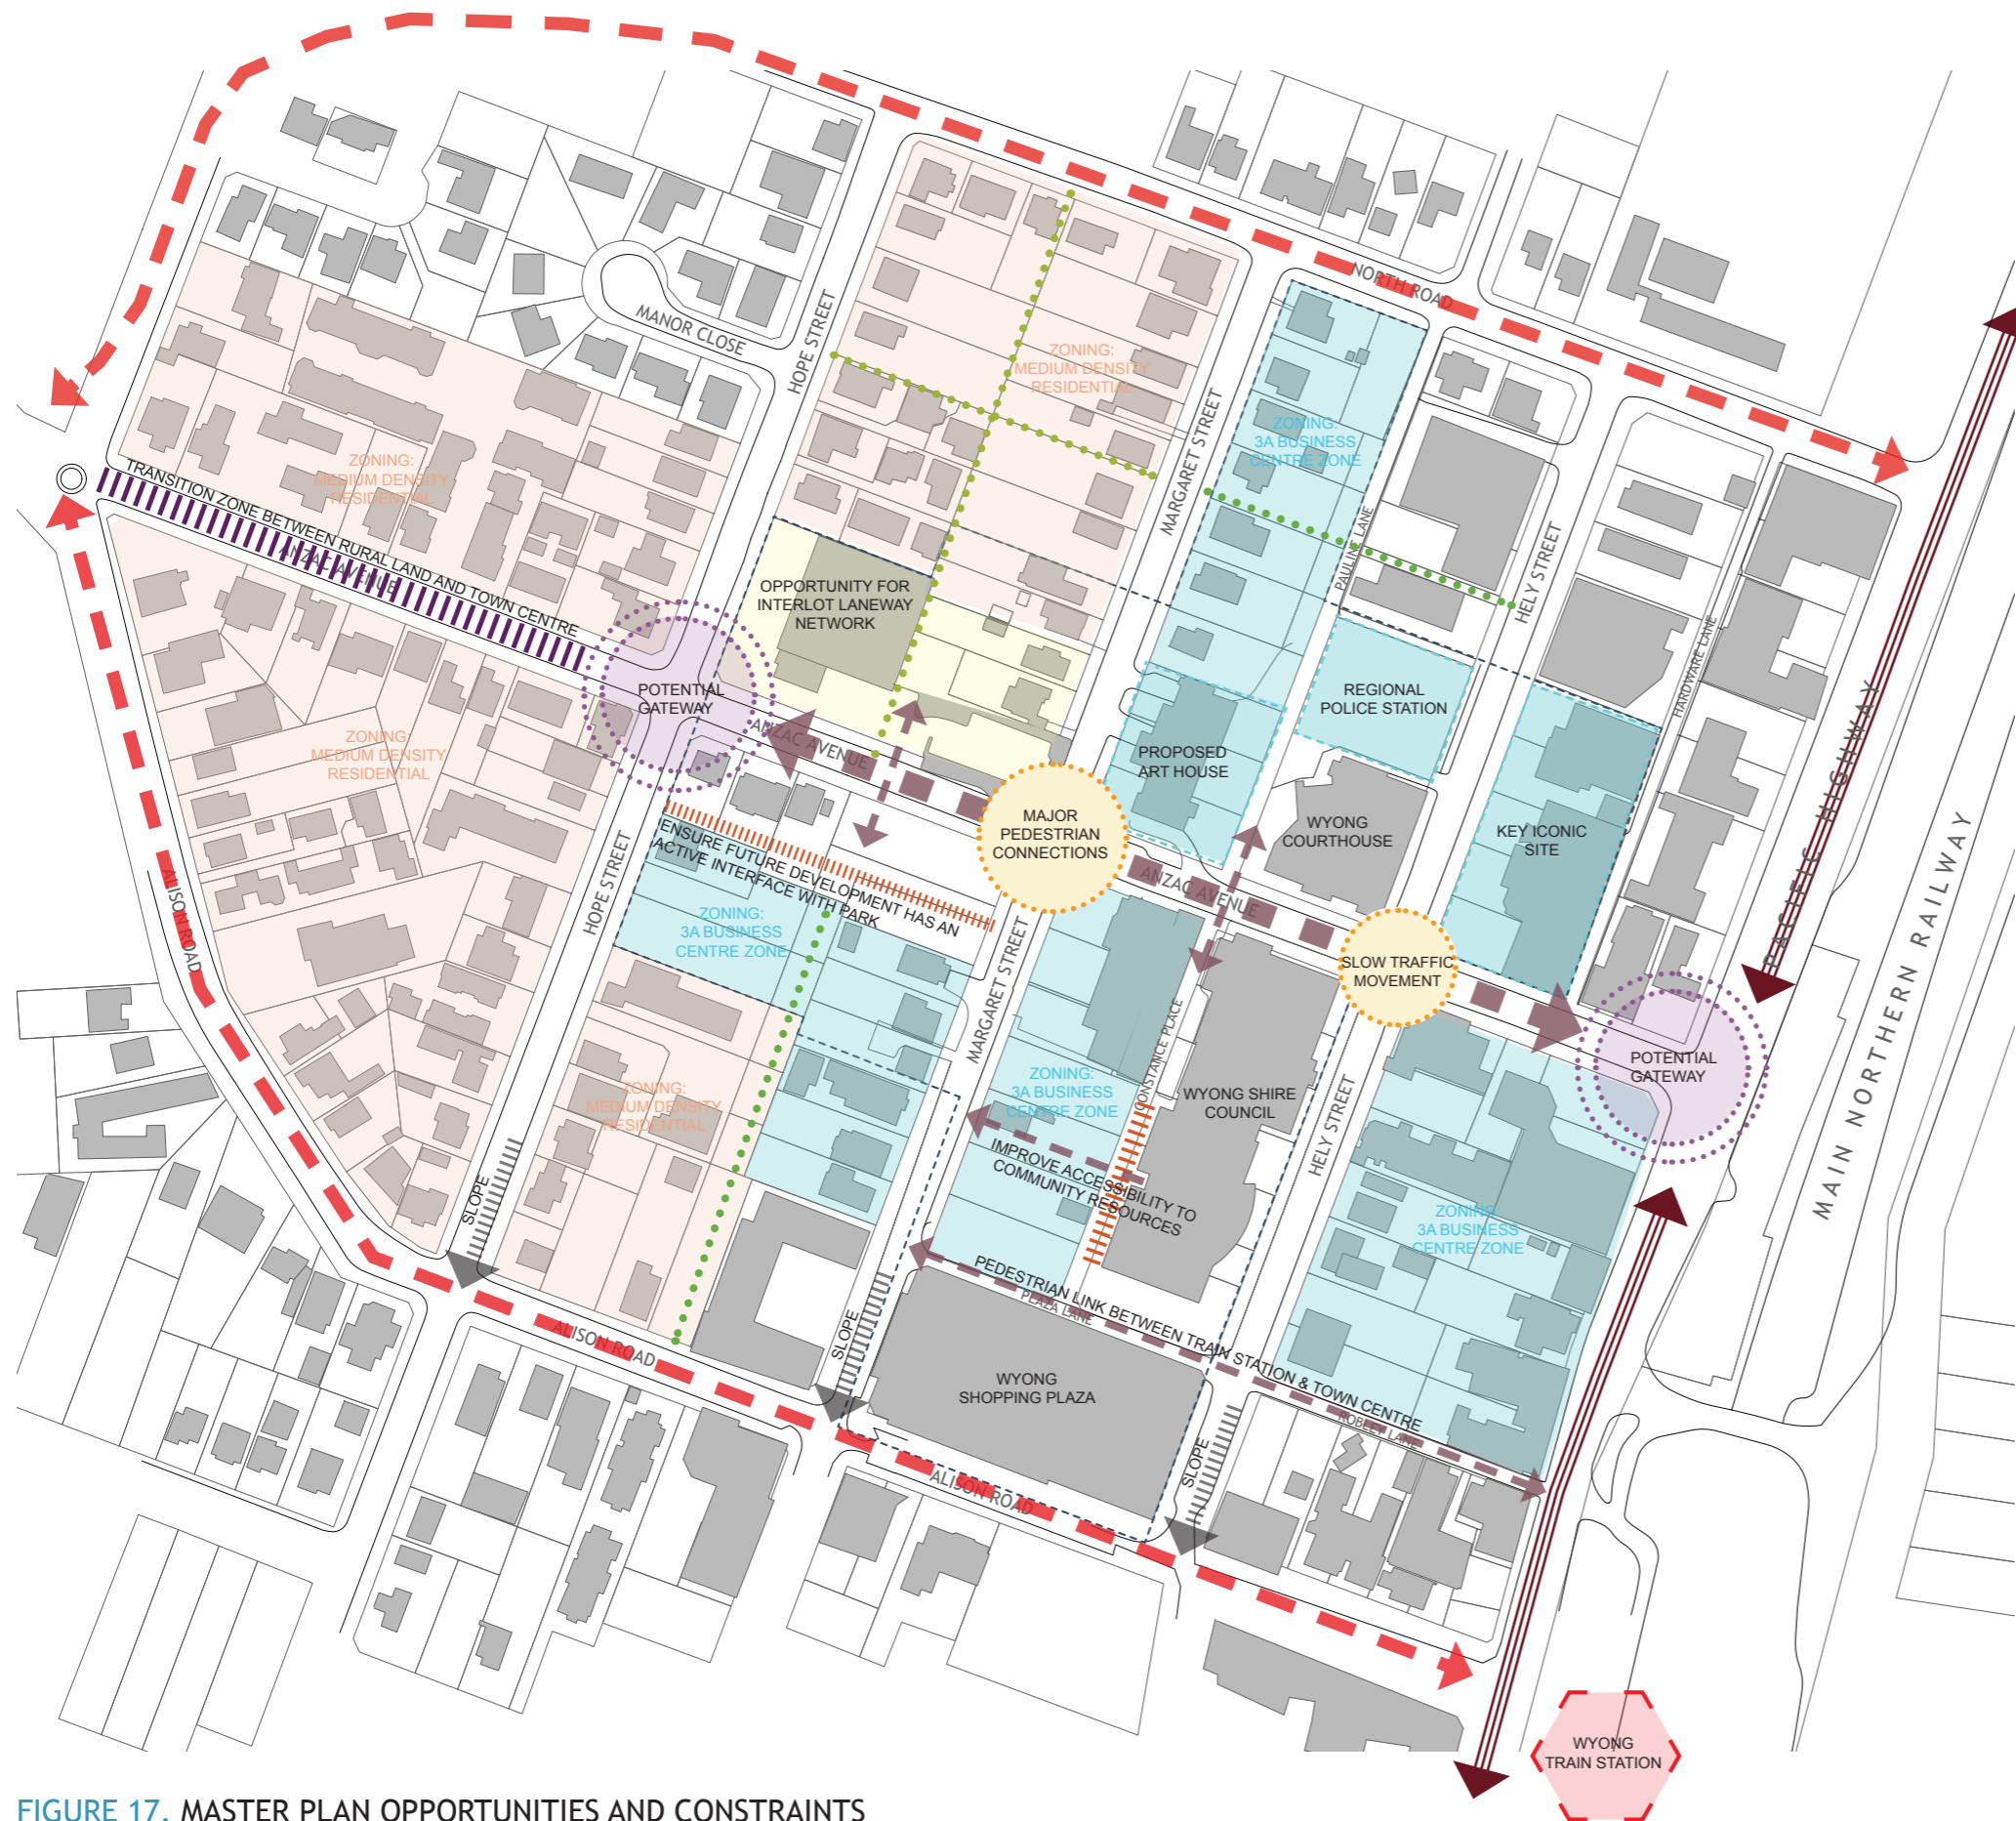 NORTH ROAD
MANOR CLOSE
HOPE STREET
ZONING:
MEDIUM DENSITY
RESIDENTIAL
MARGARET STREET
ZONING:
3A BUSINESS
CENTRE ZONE
ZONING:
MEDIUM DENSITY
RESIDENTIAL
TRANSITION ZONE BETWEEN RURAL LAND AND TOWN CENTRE
ANZAC AVENUE
PAULINE LANE
HELY STREET
OPPORTUNITY FOR
INTERLOT LANEWAY
NETWORK
HARDWARE LANE
POTENTIAL
GATEWAY
REGIONAL
POLICE STATION
PACIFIC HIGHWAY
ZONING:
MEDIUM DENSITY
RESIDENTIAL
ANZAC AVENUE
PROPOSED
ART HOUSE
MAJOR
PEDESTRIAN
CONNECTIONS
WYONG
COURTHOUSE
KEY ICONIC
SITE
MAIN NORTHERN RAILWAY
ENSURE FUTURE DEVELOPMENT HAS AN
ACTIVE INTERFACE WITH PARK
ALISON ROAD
HOPE STREET
ZONING:
3A BUSINESS
CENTRE ZONE
ANZAC AVENUE
MARGARET STREET
SLOW TRAFFIC
MOVEMENT
CONSTANCE PLACE
POTENTIAL
GATEWAY
ZONING:
MEDIUM DENSITY
RESIDENTIAL
ZONING:
3A BUSINESS
CENTRE ZONE
WYONG SHIRE
COUNCIL
HELY STREET
IMPROVE ACCESSIBILITY TO
COMMUNITY RESOURCES
SLOPE
ZONING:
3A BUSINESS
CENTRE ZONE
PEDESTRIAN LINK BETWEEN TRAIN STATION & TOWN CENTRE
PLAZA LANE
SLOPE
ALISON ROAD
WYONG
SHOPPING PLAZA
ROBLEY LANE
SLOPE
ALISON ROAD
WYONG
TRAIN STATION
FIGURE 17. MASTER PLAN OPPORTUNITIES AND CONSTRAINTS